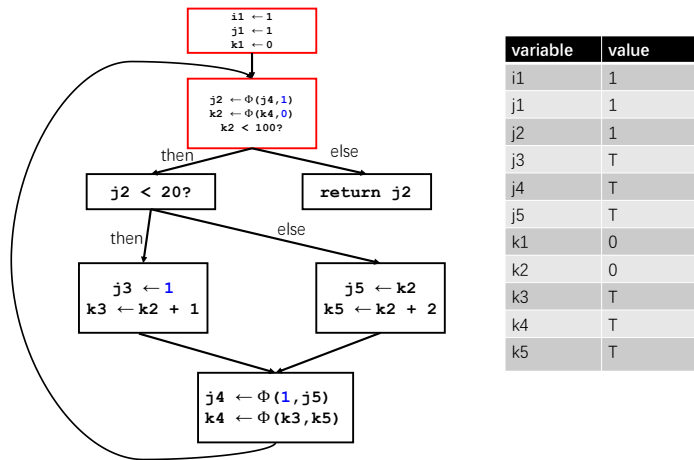 i1 ← 1
j1 ← 1
k1 ← 0
j2 ← Φ(j4,1)
k2 ← Φ(k4,0)
k2 < 100?
then
else
j2 < 20?
return j2
then
else
j3 ← 1
k3 ← k2 + 1
j5 ← k2
k5 ← k2 + 2
j4 ← Φ(1,j5)
k4 ← Φ(k3,k5)
variable value
i1 1
j1 1
j2 1
j3 T
j4 T
j5 T
k1 0
k2 0
k3 T
k4 T
k5 T